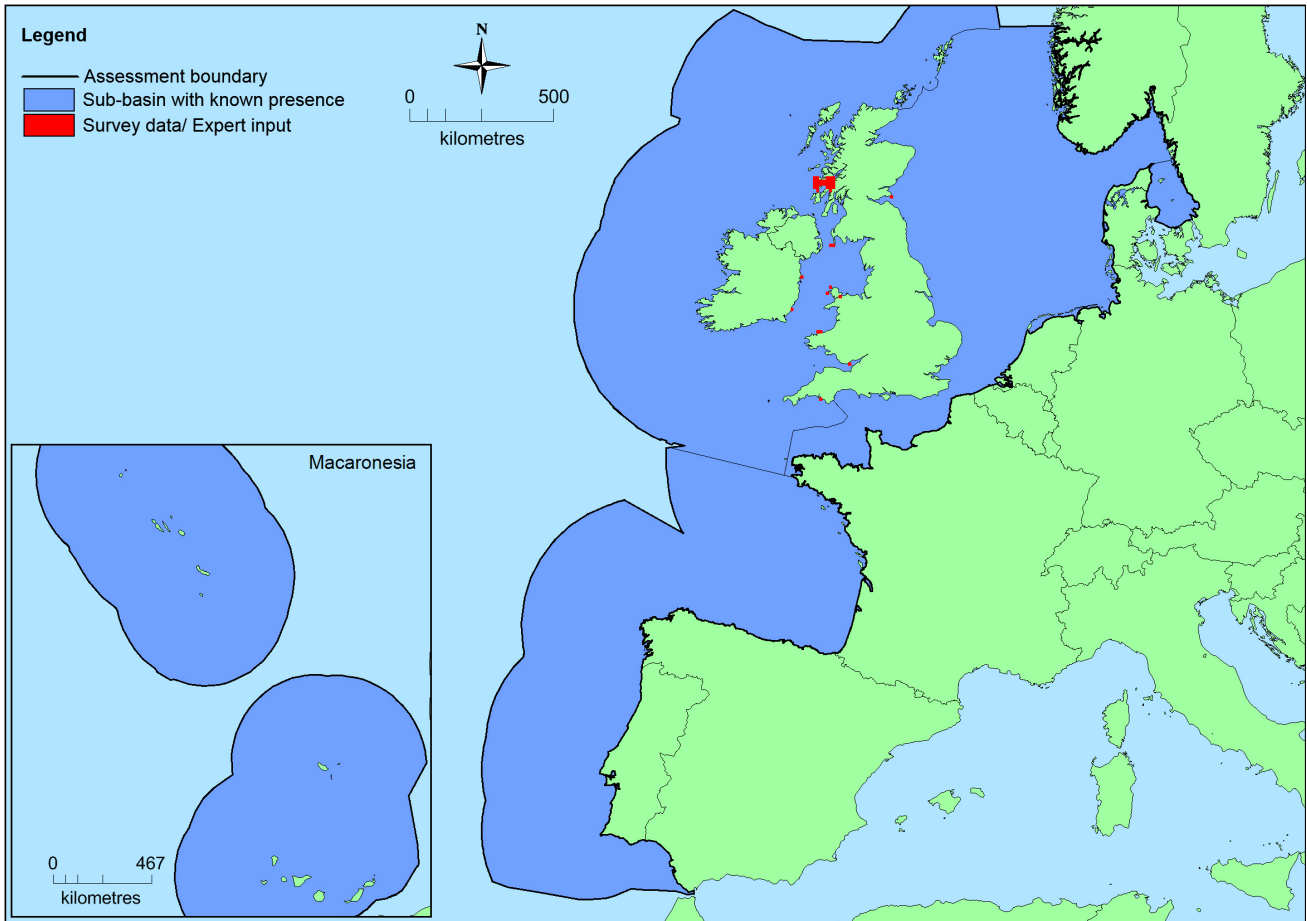 Legend
Assessment boundary
Sub-basin with known presence
Survey data/ Expert input
N
0 500
kilometres
Macaronesia
0 467
kilometres